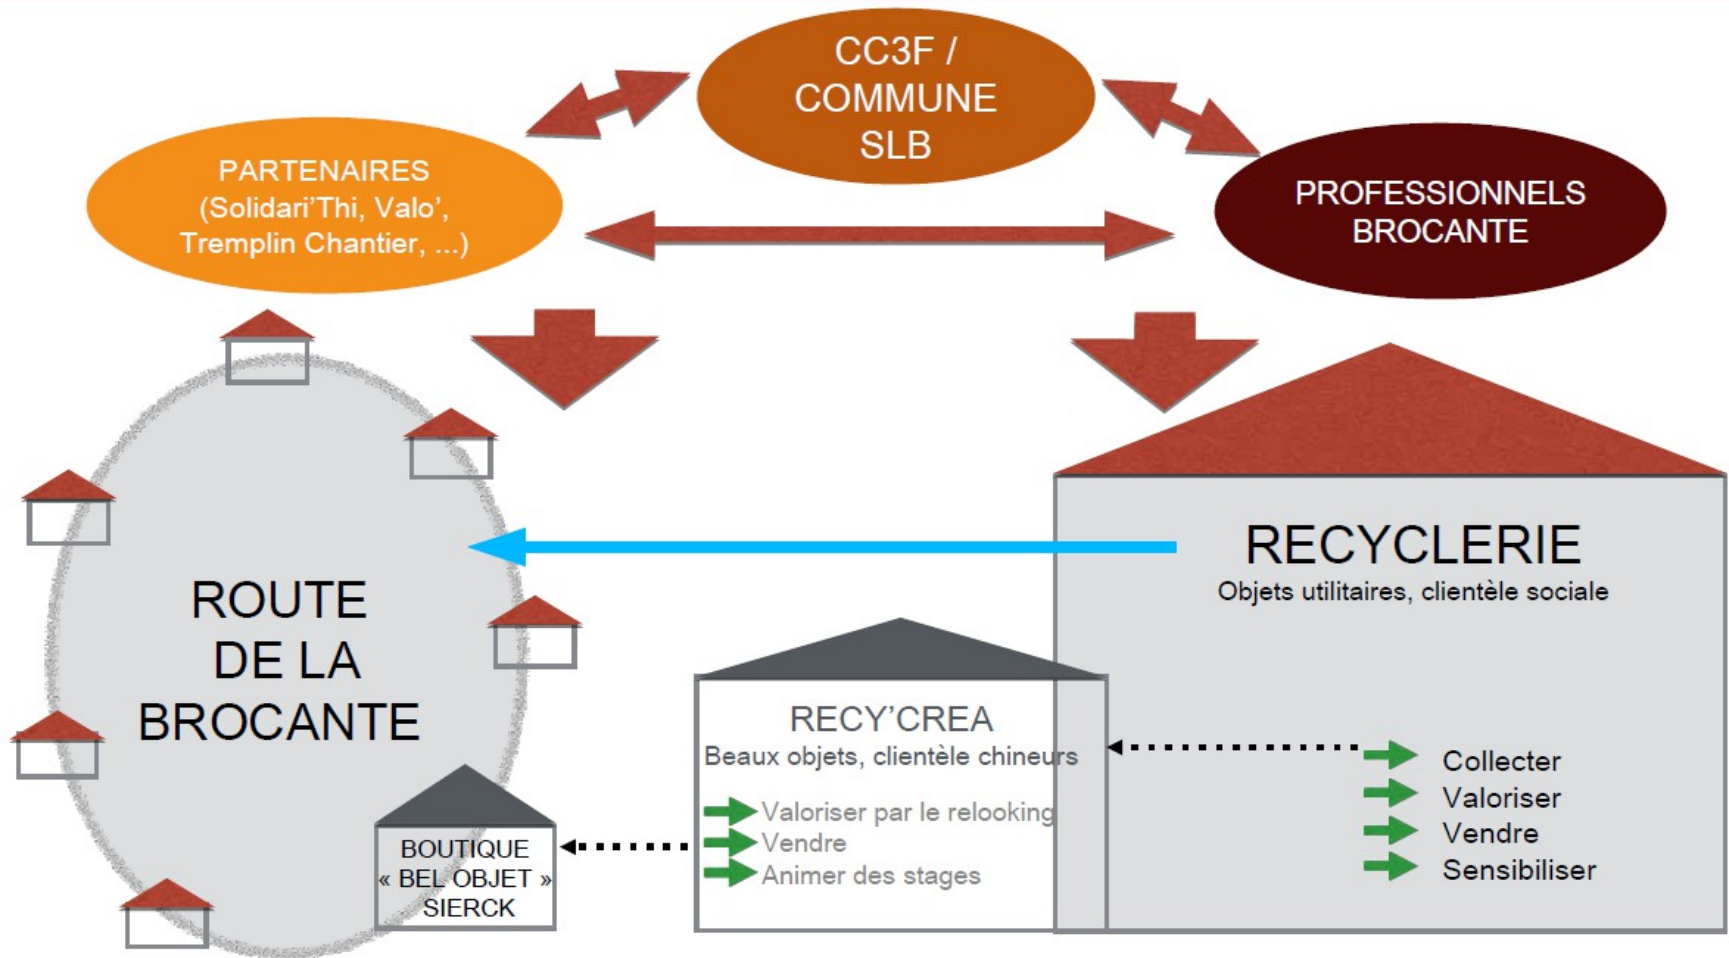 CC3F /
COMMUNE
SLB
PARTENAIRES
(Solidari'Thi, Valo',
Tremplin Chantier, ...)
PROFESSIONNELS
BROCANTE
ROUTE
DE LA
BROCANTE
BOUTIQUE
« BEL OBJET »
SIERCK
RECY'CREA
Beaux objets, clientèle chineurs
Valoriser par le relooking
Vendre
Animer des stages
RECYCLERIE
Objets utilitaires, clientèle sociale
Collecter
Valoriser
Vendre
Sensibiliser